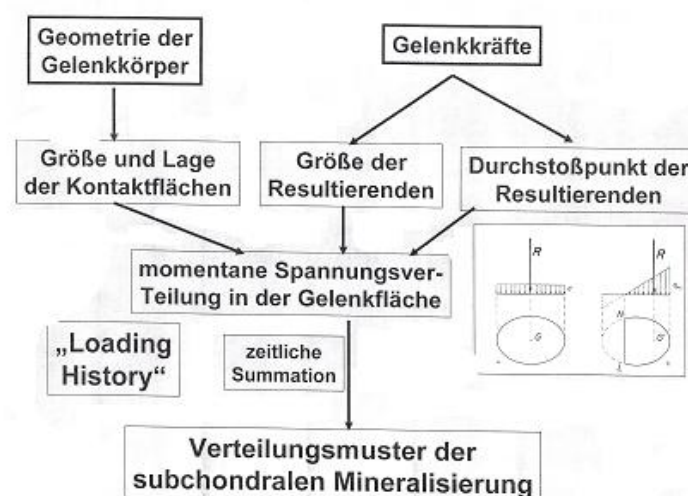 Geometrie der
Gelenkkörper
Gelenkkräfte
Größe und Lage
der Kontaktflächen
Größe der
Resultierenden
Durchstoßpunkt der
Resultierenden
momentane Spannungsver-
Teilung in der Gelenkfläche
R
R
N
G
G
L
„Loading
History“
zeitliche
Summation
Verteilungsmuster der
subchondralen Mineralisierung